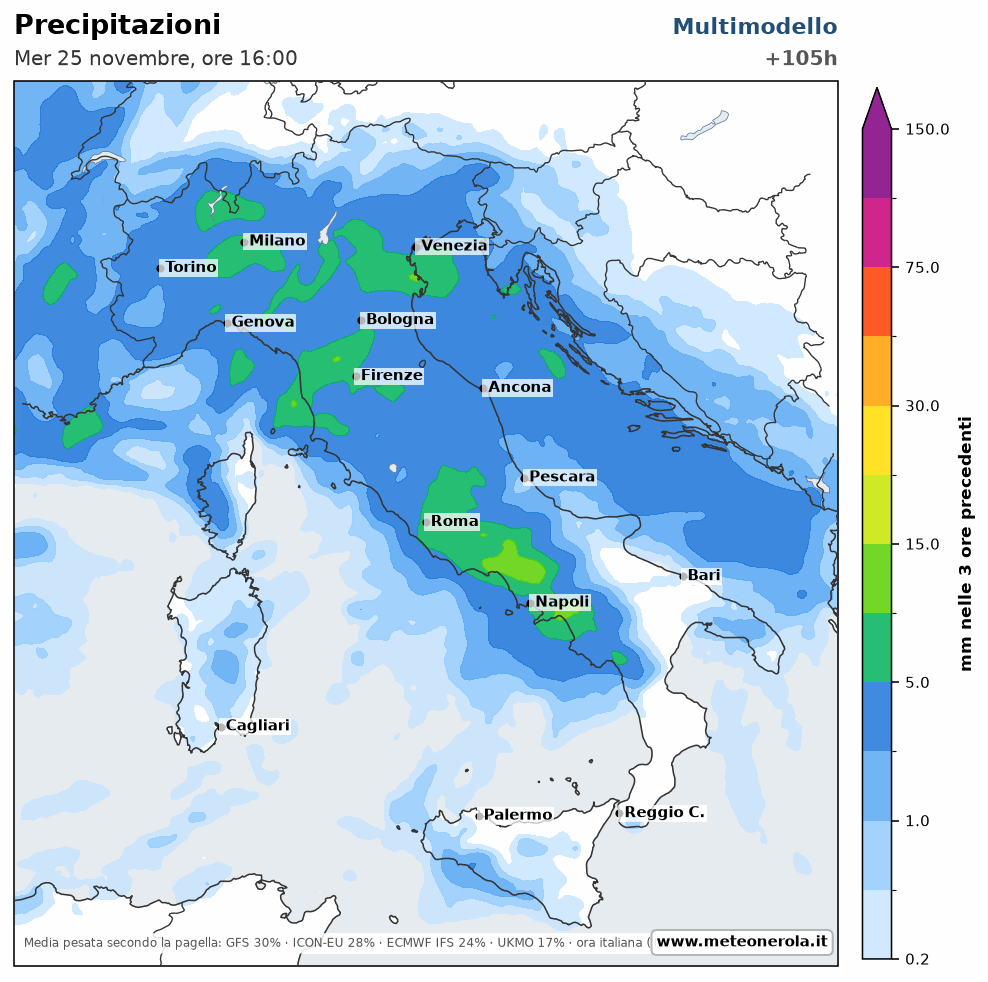 Precipitazioni
Multimodello
Mer 25 novembre, ore 16:00
+105h
150.0
75.0
30.0
15.0
5.0
1.0
0.2
mm nelle 3 ore precedenti
Milano
Venezia
Torino
Genova
Bologna
Firenze
Ancona
Pescara
Roma
Bari
Napoli
Cagliari
Palermo
Reggio C.
Media pesata secondo la pagella: GFS 30% · ICON-EU 28% · ECMWF IFS 24% · UKMO 17% · ora italiana (
www.meteonerola.it